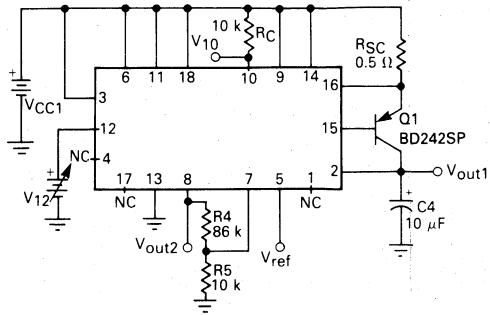 10 k
RC
V10
RSC
0.5 Ω
6
11
18
10
9
14
+
VCC1
3
16
Q1
BD242SP
12
15
+
NC
4
2
Vout1
V12
17
13
8
7
5
1
NC
NC
+
C4
10 μF
R4
86 k
Vout2
Vref
R5
10 k